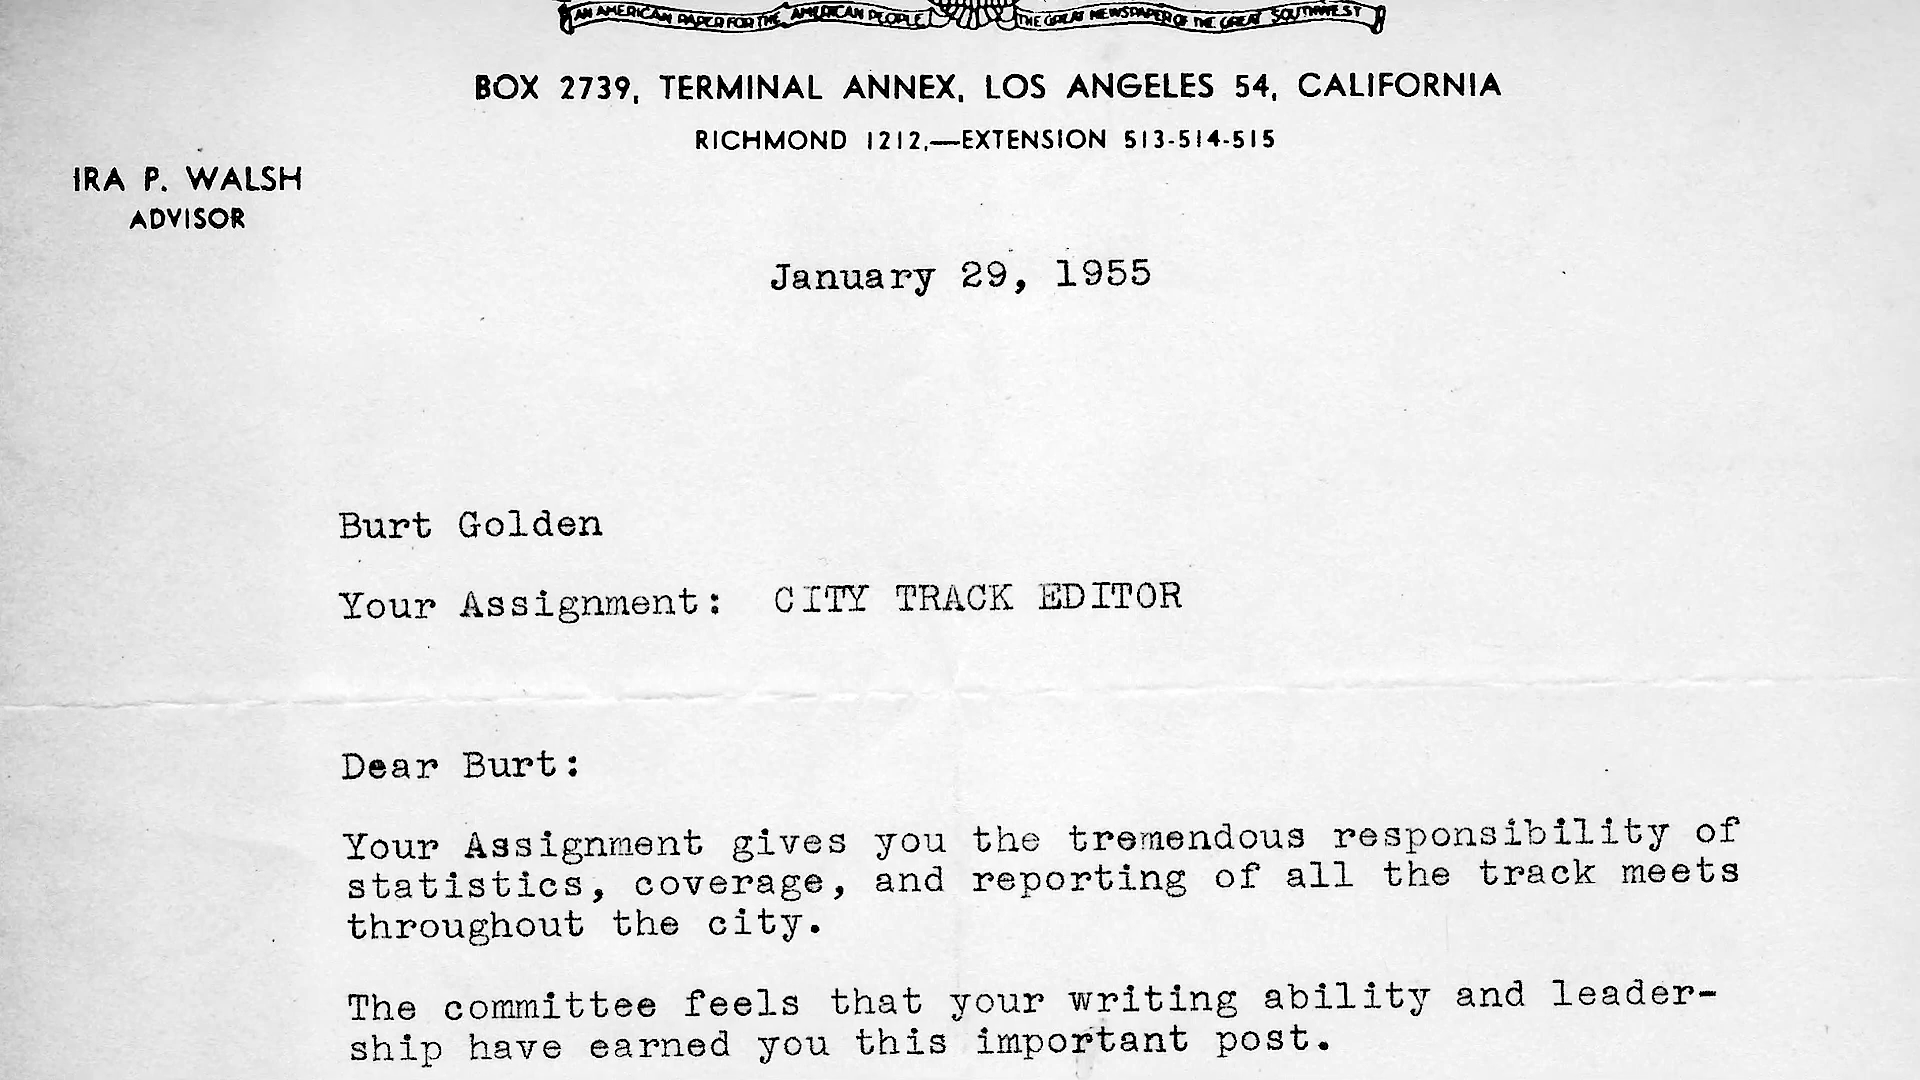 AN AMERICAN PAPER FOR THE AMERICAN PEOPLE THE GREAT NEWSPAPER OF THE GREAT SOUTHWEST
BOX 2739, TERMINAL ANNEX, LOS ANGELES 54, CALIFORNIA
RICHMOND 1212,—EXTENSION 513-514-515
IRA P. WALSH
ADVISOR
January 29, 1955
Burt Golden
Your Assignment: CITY TRACK EDITOR
Dear Burt:
Your Assignment gives you the tremendous responsibility of
statistics, coverage, and reporting of all the track meets
throughout the city.
The committee feels that your writing ability and leader-
ship have earned you this important post.